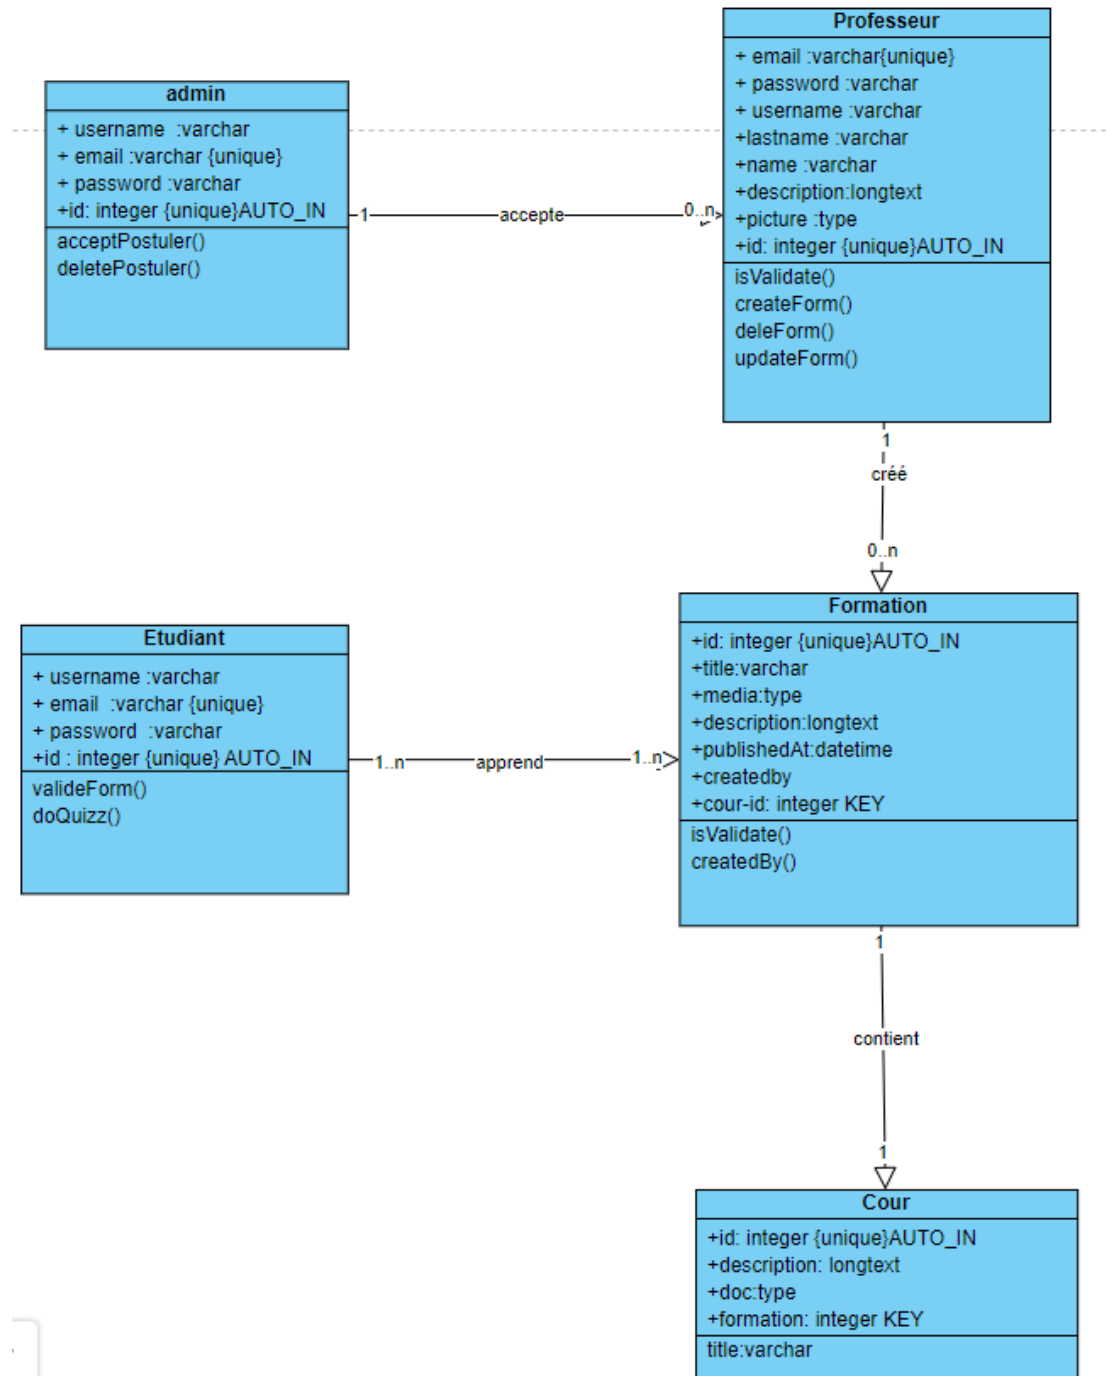 Professeur
+ email :varchar{unique}
+ password :varchar
+ username :varchar
+lastname :varchar
+name :varchar
+description:longtext
+picture :type
+id: integer {unique}AUTO_IN
isValidate()
createForm()
deleForm()
updateForm()
admin
+ username :varchar
+ email :varchar {unique}
+ password :varchar
+id: integer {unique}AUTO_IN
acceptPostuler()
deletePostuler()
1
accepte
0..n
1
créé
0..n
Formation
+id: integer {unique}AUTO_IN
+title:varchar
+media:type
+description:longtext
+publishedAt:datetime
+createdby
+cour-id: integer KEY
isValidate()
createdBy()
Etudiant
+ username :varchar
+ email :varchar {unique}
+ password :varchar
+id : integer {unique} AUTO_IN
valideForm()
doQuizz()
1..n
apprend
1..n
1
contient
1
Cour
+id: integer {unique}AUTO_IN
+description: longtext
+doc:type
+formation: integer KEY
title:varchar